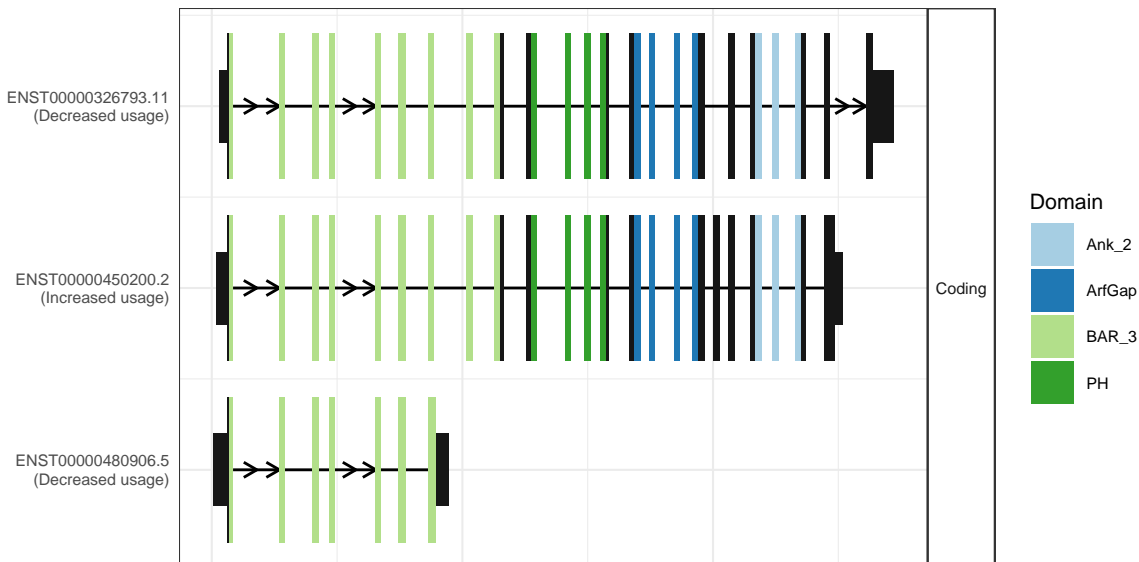 ENST00000326793.11
(Decreased usage)
ENST00000450200.2
(Increased usage)
ENST00000480906.5
(Decreased usage)
Coding
Domain
Ank_2
ArfGap
BAR_3
PH